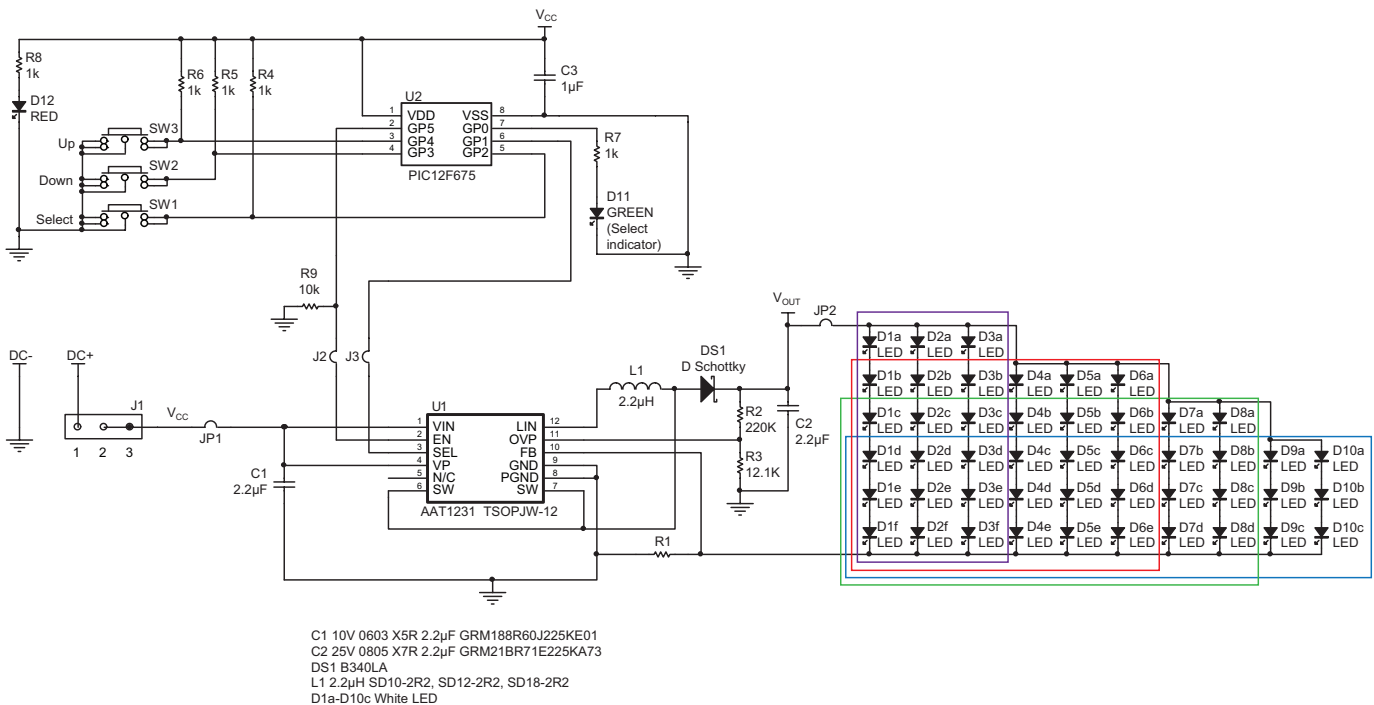 VCC
R8
1k
R6
1k
R5
1k
R4
1k
C3
1µF
D12
RED
U2
1 VDD VSS 8
2 GP5 GP0 7
3 GP4 GP1 6
4 GP3 GP2 5
PIC12F675
SW3
Up
SW2
Down
SW1
Select
R7
1k
D11
GREEN
(Select
indicator)
R9
10k
J2
J3
VOUT
JP2
DC-
DC+
J1
1 2 3
VCC
JP1
C1
2.2µF
U1
1 VIN LIN 12
2 EN OVP 11
3 SEL FB 10
4 VP GND 9
5 N/C PGND 8
6 SW SW 7
AAT1231 TSOPJW-12
L1
2.2µH
DS1
D Schottky
R2
220K
R3
12.1K
C2
2.2µF
R1
D1a D2a D3a
LED LED LED
D1b D2b D3b D4a D5a D6a
LED LED LED LED LED LED
D1c D2c D3c D4b D5b D6b D7a D8a
LED LED LED LED LED LED LED LED
D1d D2d D3d D4c D5c D6c D7b D8b D9a D10a
LED LED LED LED LED LED LED LED LED LED
D1e D2e D3e D4d D5d D6d D7c D8c D9b D10b
LED LED LED LED LED LED LED LED LED LED
D1f D2f D3f D4e D5e D6e D7d D8d D9c D10c
LED LED LED LED LED LED LED LED LED LED
C1 10V 0603 X5R 2.2µF GRM188R60J225KE01
C2 25V 0805 X7R 2.2µF GRM21BR71E225KA73
DS1 B340LA
L1 2.2µH SD10-2R2, SD12-2R2, SD18-2R2
D1a-D10c White LED